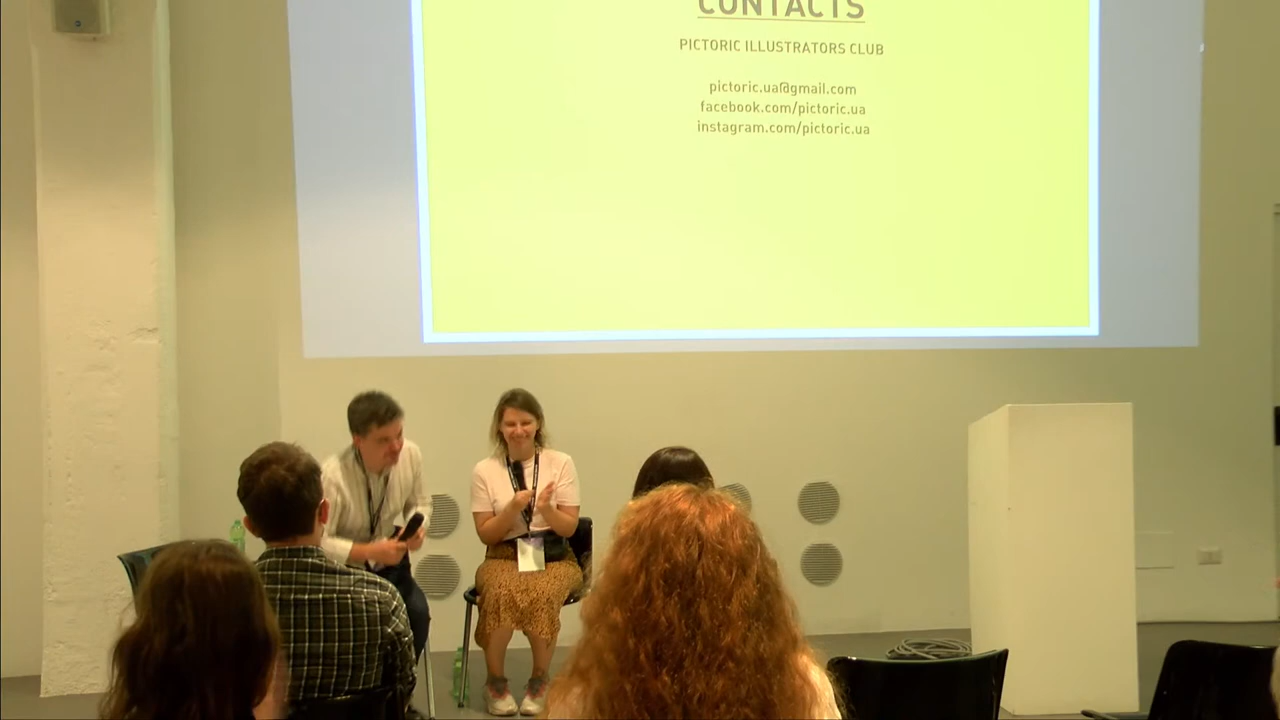 CONTACTS
PICTORIC ILLUSTRATORS CLUB
pictoric.ua@gmail.com
facebook.com/pictoric.ua
instagram.com/pictoric.ua